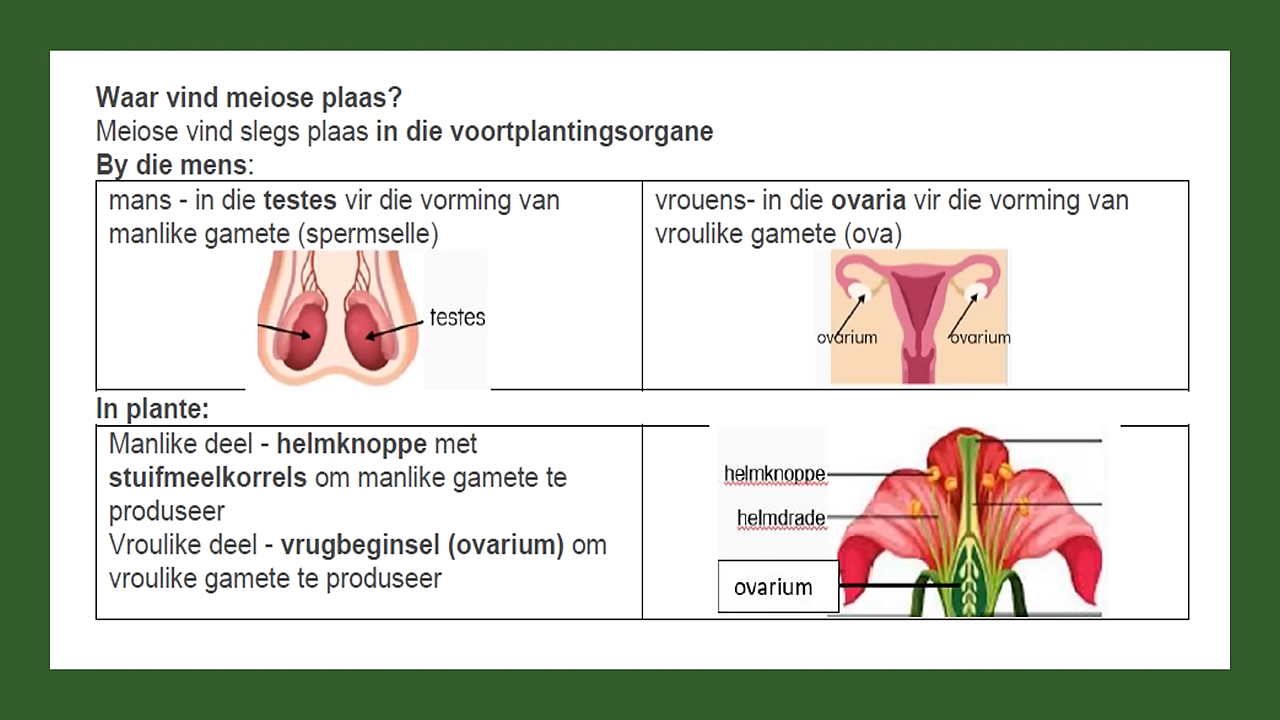 Waar vind meiose plaas?
Meiose vind slegs plaas in die voortplantingsorgane
By die mens:
mans - in die testes vir die vorming van
manlike gamete (spermselle)
testes
vrouens- in die ovaria vir die vorming van
vroulike gamete (ova)
ovarium
ovarium
In plante:
Manlike deel - helmknoppe met
stuifmeelkorrels om manlike gamete te
produseer
Vroulike deel - vrugbeginsel (ovarium) om
vroulike gamete te produseer
helmknoppe
helmdrade
ovarium